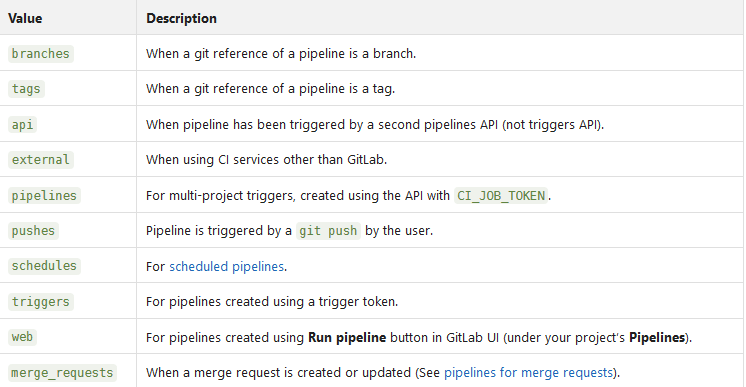 Value Description
branches When a git reference of a pipeline is a branch.
tags When a git reference of a pipeline is a tag.
api When pipeline has been triggered by a second pipelines API (not triggers API).
external When using CI services other than GitLab.
pipelines For multi-project triggers, created using the API with CI_JOB_TOKEN.
pushes Pipeline is triggered by a git push by the user.
schedules For scheduled pipelines.
triggers For pipelines created using a trigger token.
web For pipelines created using Run pipeline button in GitLab UI (under your project's Pipelines).
merge_requests When a merge request is created or updated (See pipelines for merge requests).